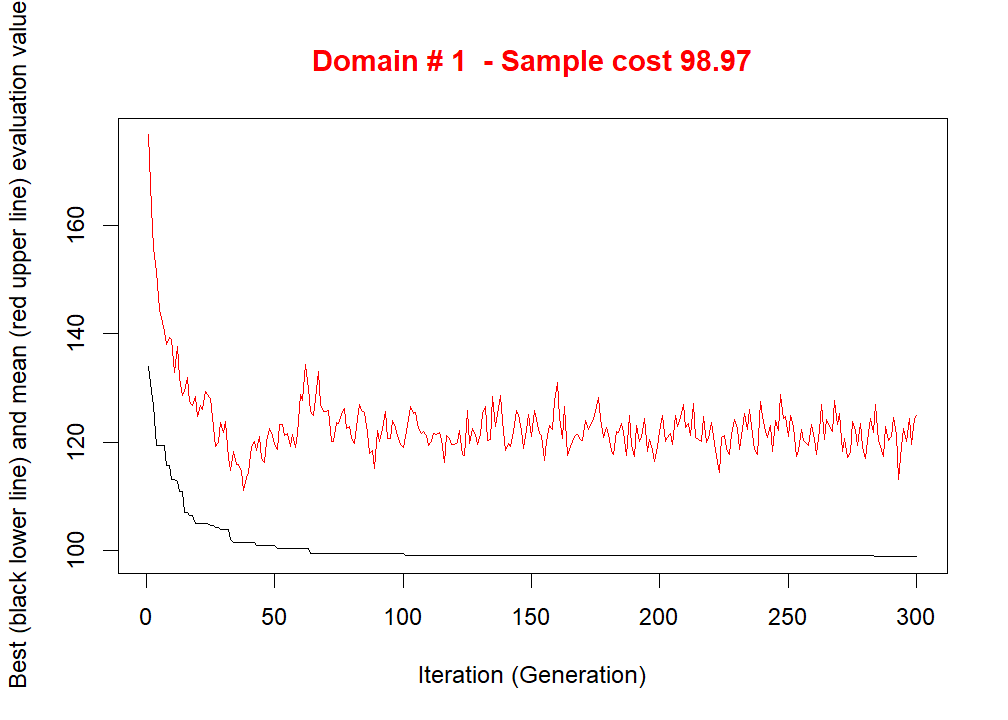 Domain # 1 - Sample cost 98.97
Best (black lower line) and mean (red upper line) evaluation value
160
140
120
100
0 50 100 150 200 250 300
Iteration (Generation)